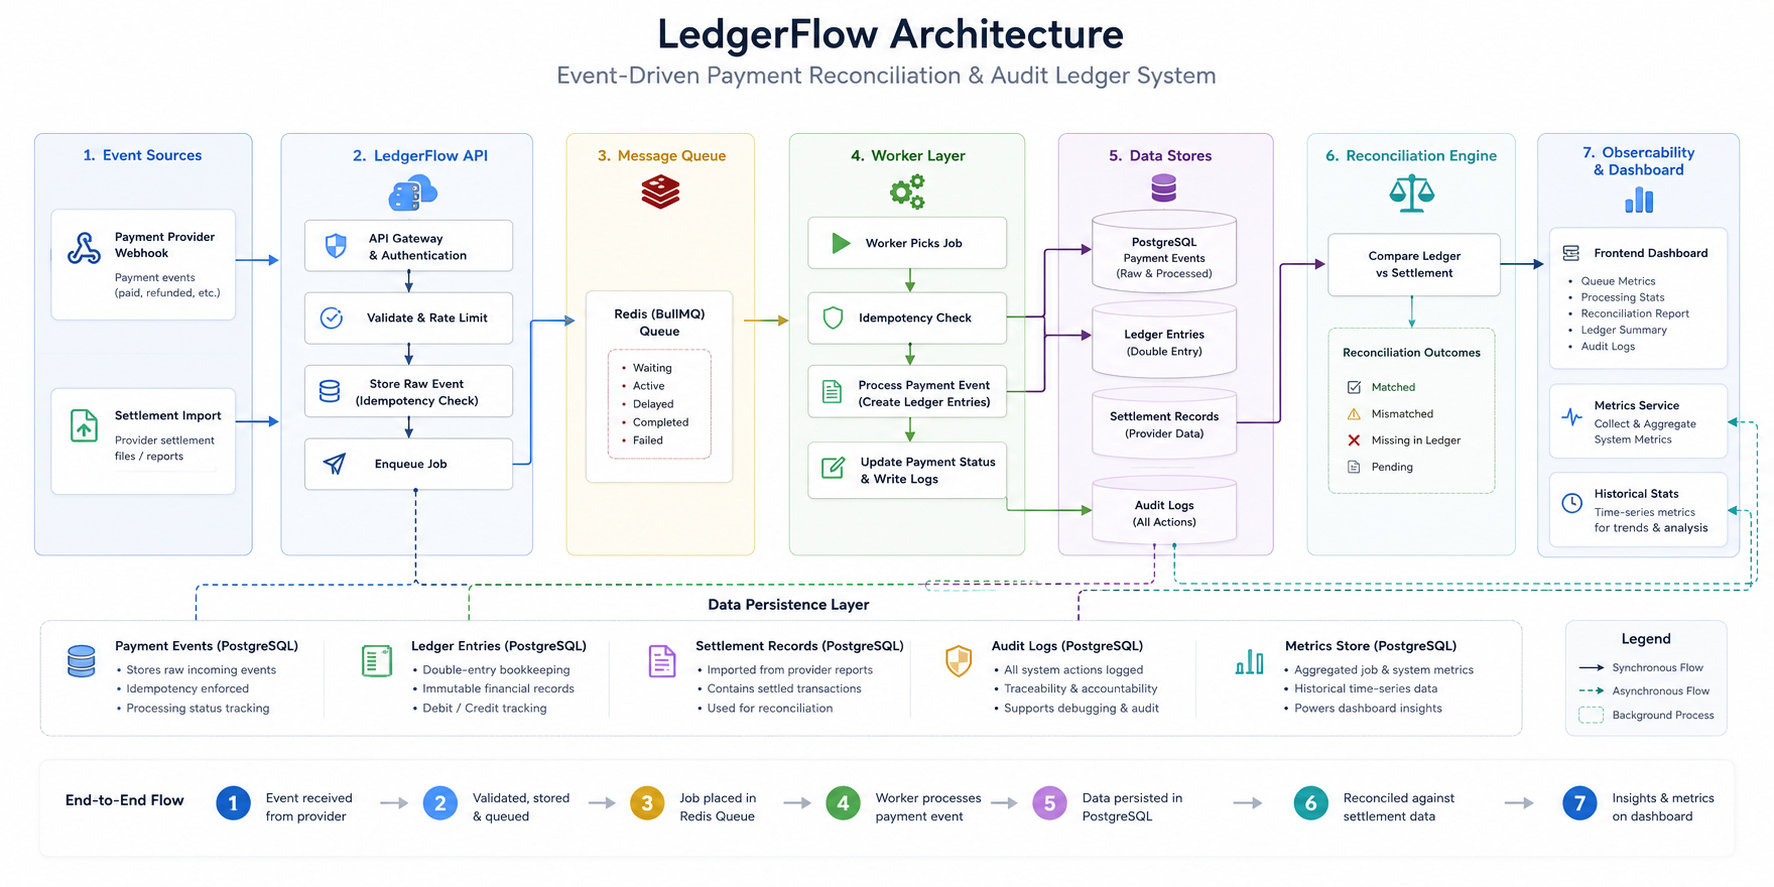 LedgerFlow Architecture
Event-Driven Payment Reconciliation & Audit Ledger System
1. Event Sources
Payment Provider
Webhook
Payment events
(paid, refunded, etc.)
Settlement Import
Provider settlement
files / reports
2. LedgerFlow API
API Gateway
& Authentication
Validate & Rate Limit
Store Raw Event
(Idempotency Check)
Enqueue Job
3. Message Queue
Redis (BullMQ)
Queue
• Waiting
• Active
• Delayed
• Completed
• Failed
4. Worker Layer
Worker Picks Job
Idempotency Check
Process Payment Event
(Create Ledger Entries)
Update Payment Status
& Write Logs
5. Data Stores
PostgreSQL
Payment Events
(Raw & Processed)
Ledger Entries
(Double Entry)
Settlement Records
(Provider Data)
Audit Logs
(All Actions)
6. Reconciliation Engine
Compare Ledger
vs Settlement
Reconciliation Outcomes
Matched
Mismatched
Missing in Ledger
Pending
7. Obsercability
& Dashboard
Frontend Dashboard
• Queue Metrics
• Processing Stats
• Reconciliation Report
• Ledger Summary
• Audit Logs
Metrics Service
Collect & Aggregate
System Metrics
Historical Stats
Time-series metrics
for trends & analysis
Data Persistence Layer
Payment Events (PostgreSQL)
• Stores raw incoming events
• Idempotency enforced
• Processing status tracking
Ledger Entries (PostgreSQL)
• Double-entry bookkeeping
• Immutable financial records
• Debit / Credit tracking
Settlement Records (PostgreSQL)
• Imported from provider reports
• Contains settled transactions
• Used for reconciliation
Audit Logs (PostgreSQL)
• All system actions logged
• Traceability & accountability
• Supports debugging & audit
Metrics Store (PostgreSQL)
• Aggregated job & system metrics
• Historical time-series data
• Powers dashboard insights
Legend
Synchronous Flow
Asynchronous Flow
Background Process
End-to-End Flow
1
Event received
from provider
2
Validated, stored
& queued
3
Job placed in
Redis Queue
4
Worker processes
payment event
5
Data persisted in
PostgreSQL
6
Reconciled against
settlement data
7
Insights & metrics
on dashboard